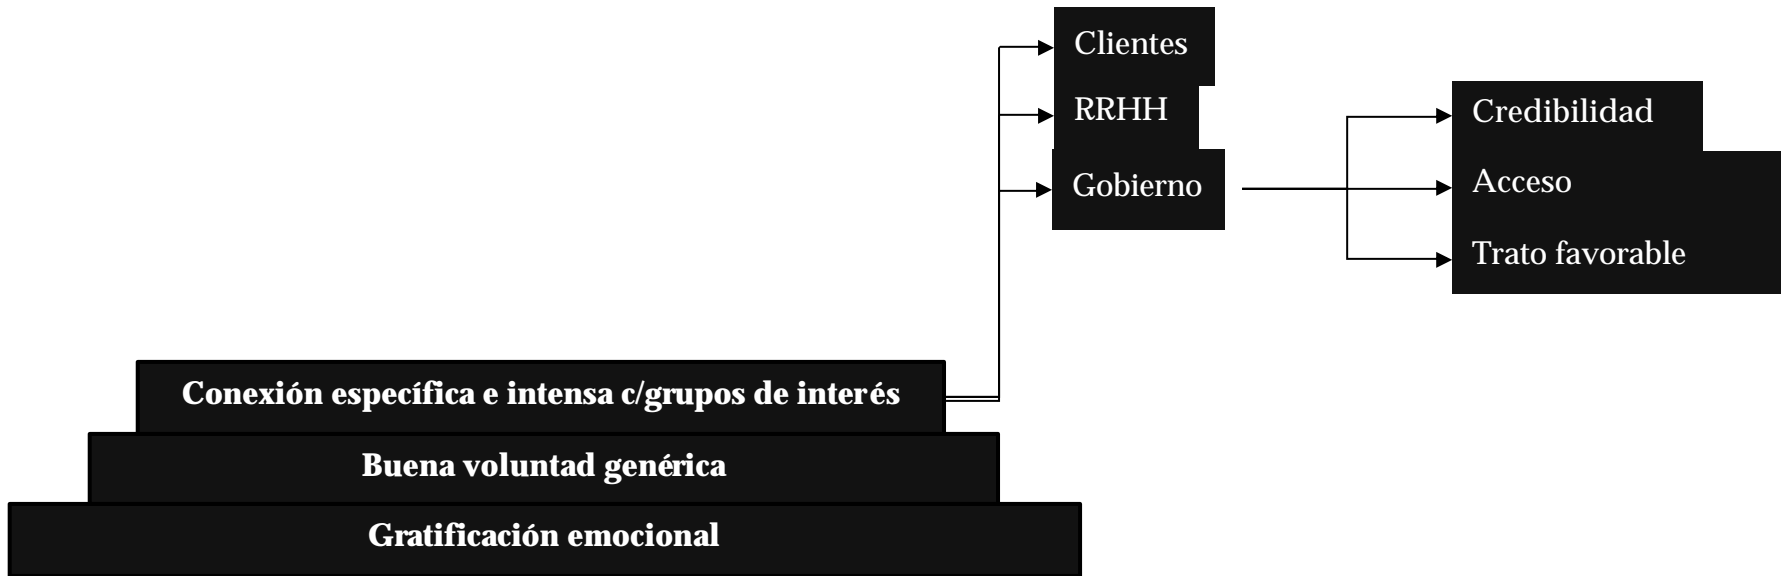 Clientes
RRHH
Gobierno
Credibilidad
Acceso
Trato favorable
Conexión específica e intensa c/grupos de interés
Buena voluntad genérica
Gratificación emocional